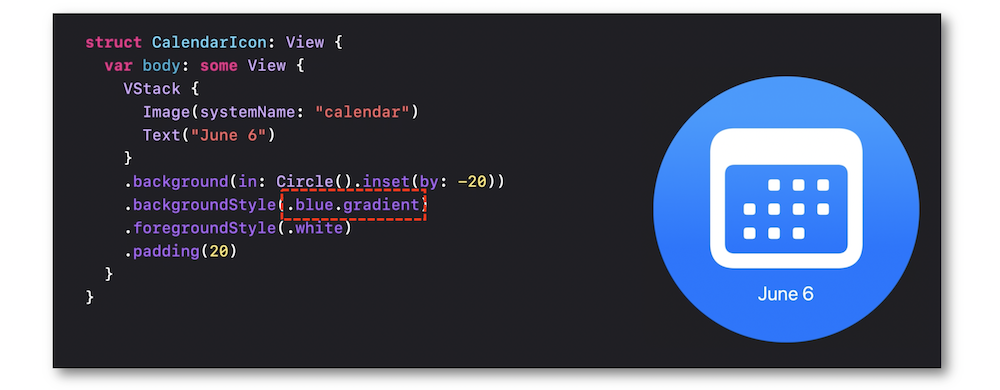 struct CalendarIcon: View {
var body: some View {
VStack {
Image(systemName: "calendar")
Text("June 6")
}
.background(in: Circle().inset(by: -20))
.backgroundStyle(.blue.gradient)
.foregroundStyle(.white)
.padding(20)
}
}
June 6